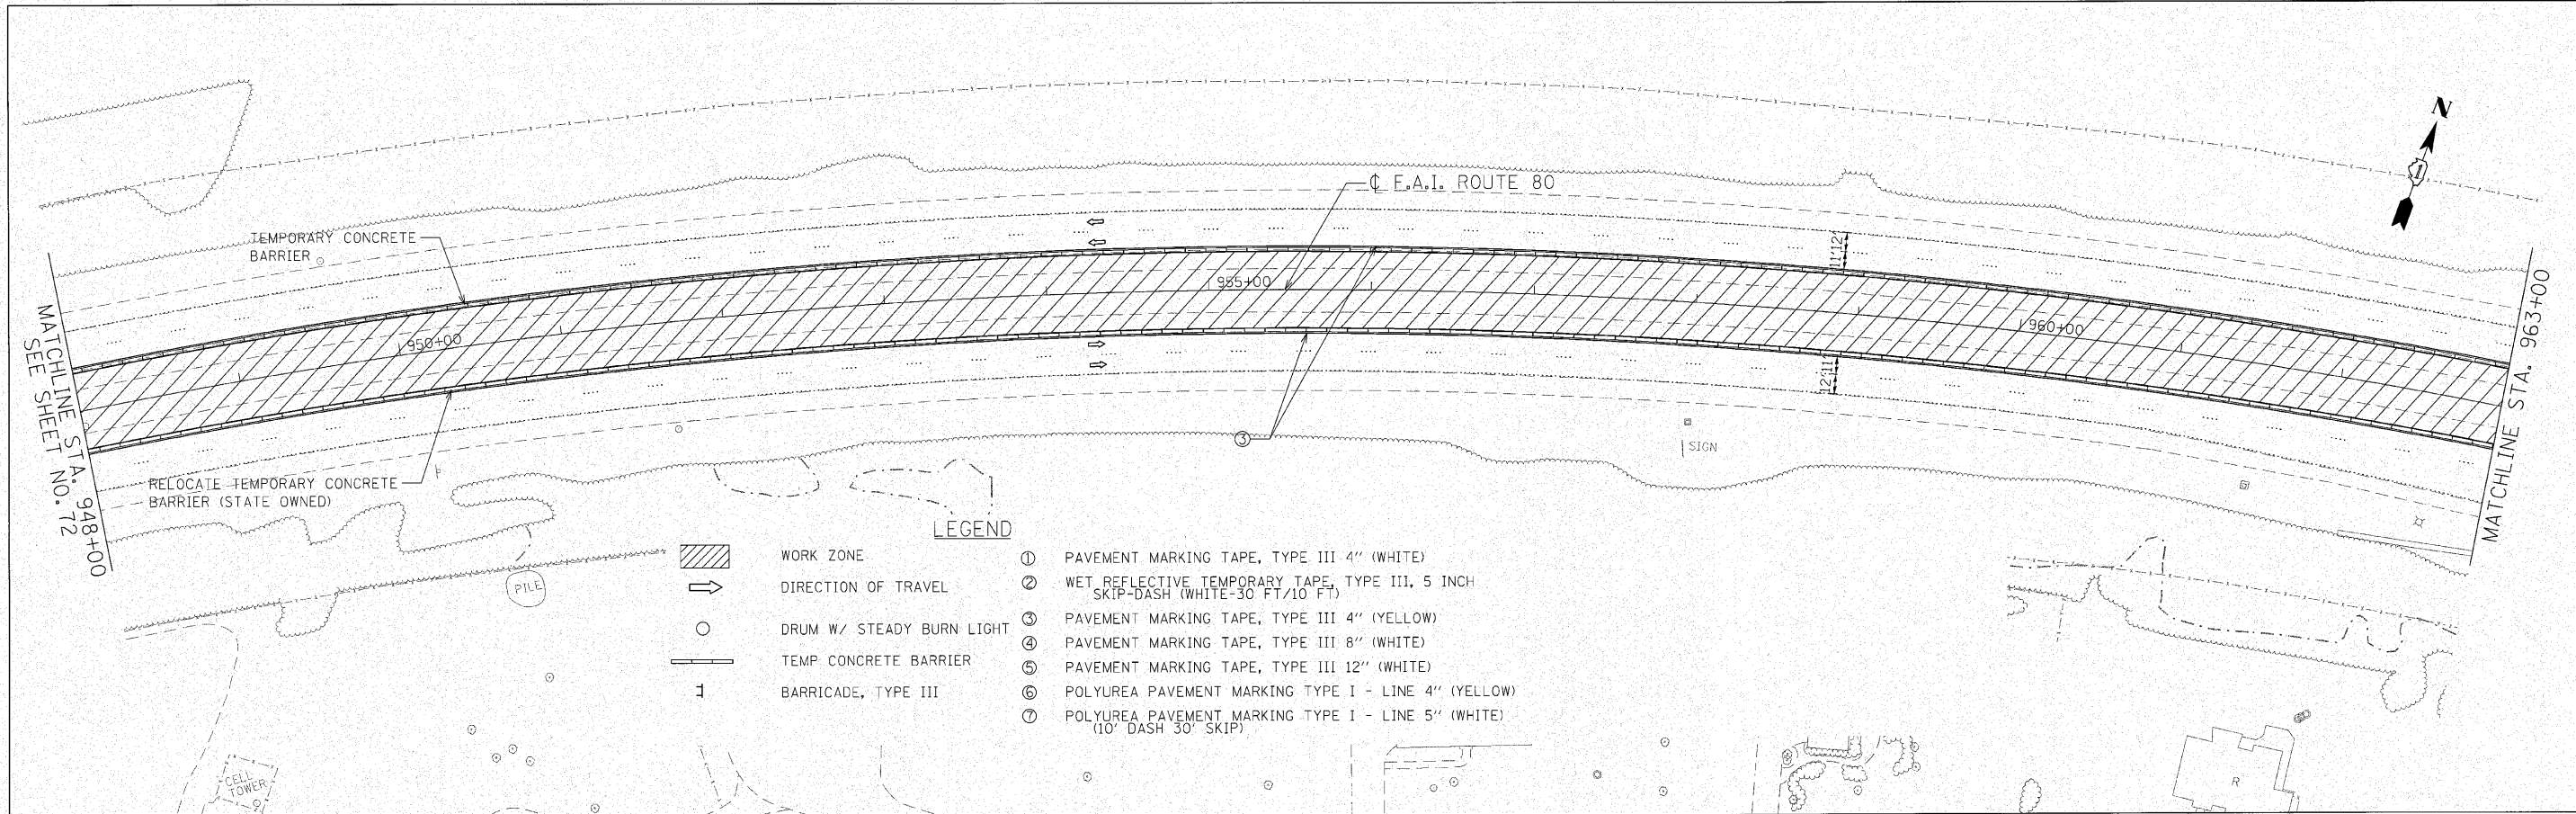 N
1
℄ F.A.I. ROUTE 80
TEMPORARY CONCRETE
BARRIER
11' 12'
955+00
950+00
960+00
12' 11'
MATCHLINE STA. 948+00
SEE SHEET NO. 72
MATCHLINE STA. 963+00
3
SIGN
RELOCATE TEMPORARY CONCRETE
BARRIER (STATE OWNED)
PILE
CELL
TOWER
R
LEGEND
WORK ZONE
DIRECTION OF TRAVEL
DRUM W/ STEADY BURN LIGHT
TEMP CONCRETE BARRIER
BARRICADE, TYPE III
1 PAVEMENT MARKING TAPE, TYPE III 4" (WHITE)
2 WET REFLECTIVE TEMPORARY TAPE, TYPE III, 5 INCH
SKIP-DASH (WHITE-30 FT/10 FT)
3 PAVEMENT MARKING TAPE, TYPE III 4" (YELLOW)
4 PAVEMENT MARKING TAPE, TYPE III 8" (WHITE)
5 PAVEMENT MARKING TAPE, TYPE III 12" (WHITE)
6 POLYUREA PAVEMENT MARKING TYPE I - LINE 4" (YELLOW)
7 POLYUREA PAVEMENT MARKING TYPE I - LINE 5" (WHITE)
(10' DASH 30' SKIP)